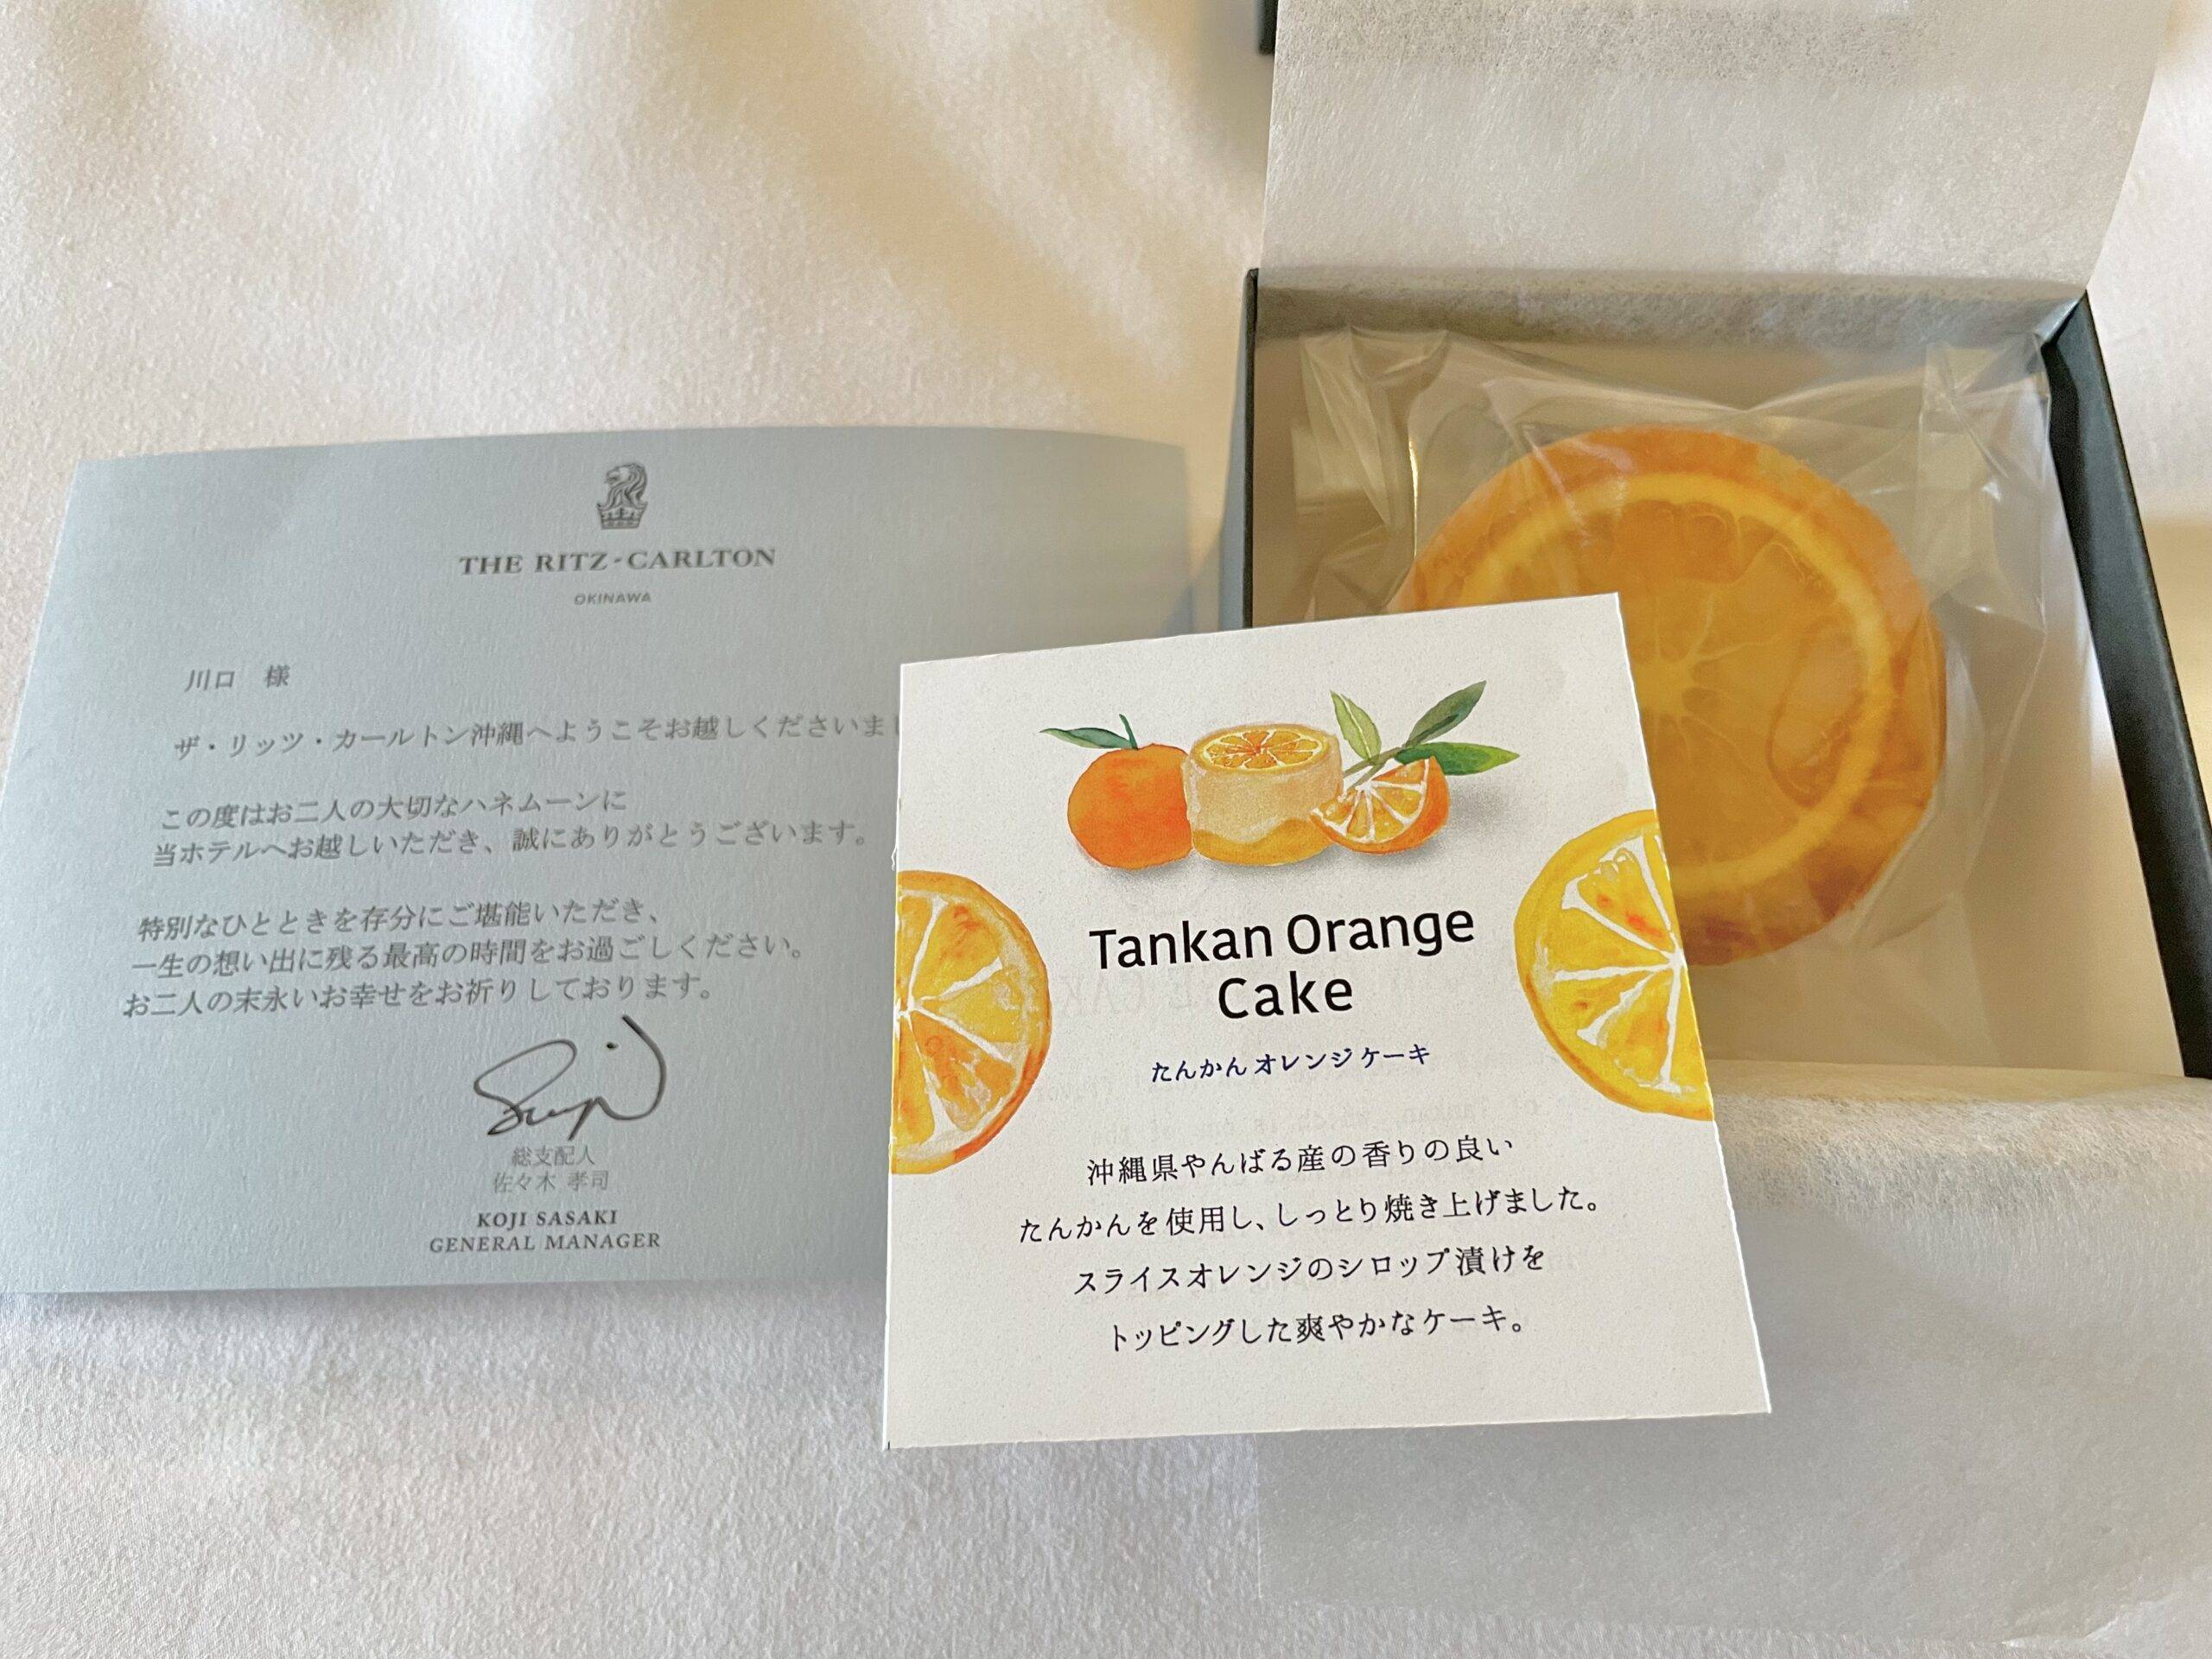 THE RITZ-CARLTON
OKINAWA
川口 様
ザ・リッツ・カールトン沖縄へようこそお越しくださいまし
この度はお二人の大切なハネムーンに
当ホテルへお越しいただき、誠にありがとうございます。
特別なひとときを存分にご堪能いただき、
一生の想い出に残る最高の時間をお過ごしください。
お二人の末永いお幸せをお祈りしております。
総支配人
佐々木 孝司
KOJI SASAKI
GENERAL MANAGER
Tankan Orange
Cake
たんかん オレンジ ケーキ
沖縄県やんばる産の香りの良い
たんかんを使用し、しっとり焼き上げました。
スライスオレンジのシロップ漬けを
トッピングした爽やかなケーキ。